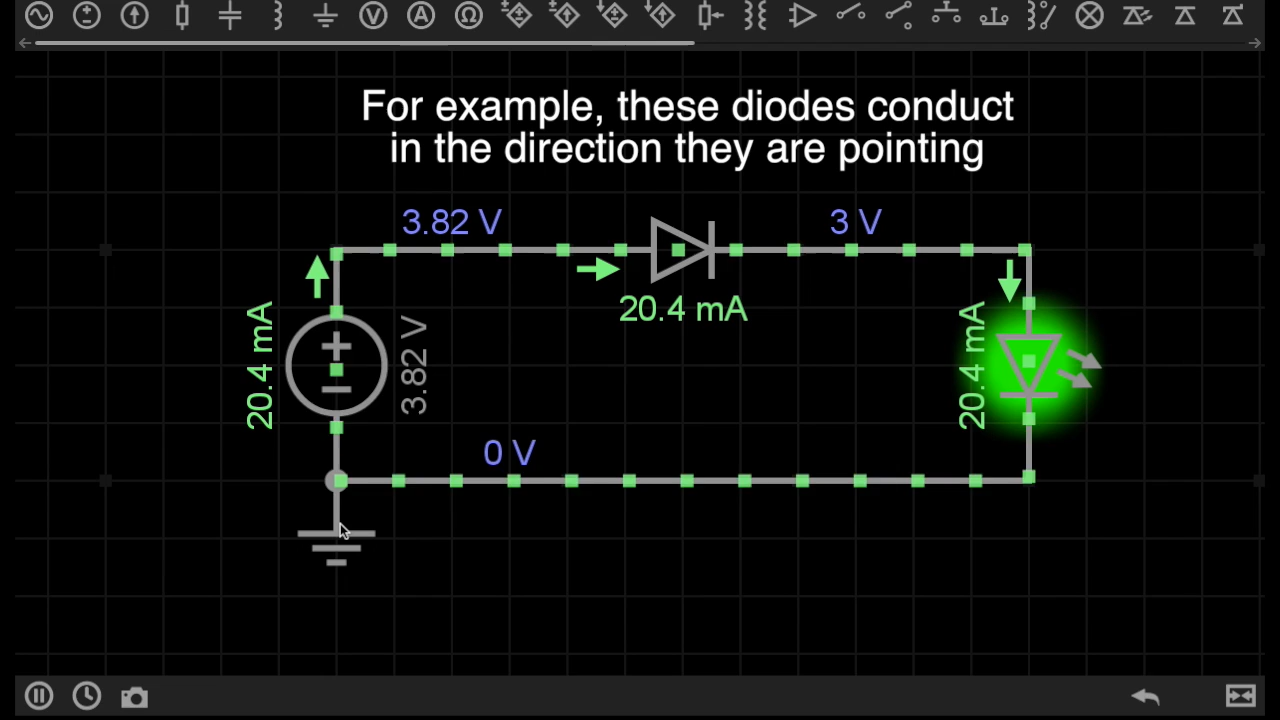 V
A
Ω
For example, these diodes conduct
in the direction they are pointing
3.82 V
3 V
20.4 mA
20.4 mA
3.82 V
20.4 mA
0 V